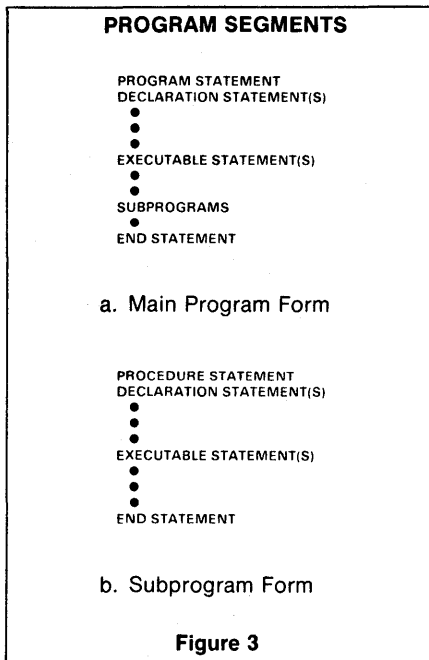 PROGRAM SEGMENTS
PROGRAM STATEMENT
DECLARATION STATEMENT(S)
●
●
●
EXECUTABLE STATEMENT(S)
●
●
SUBPROGRAMS
●
END STATEMENT
a. Main Program Form
PROCEDURE STATEMENT
DECLARATION STATEMENT(S)
●
●
●
EXECUTABLE STATEMENT(S)
●
●
●
END STATEMENT
b. Subprogram Form
Figure 3